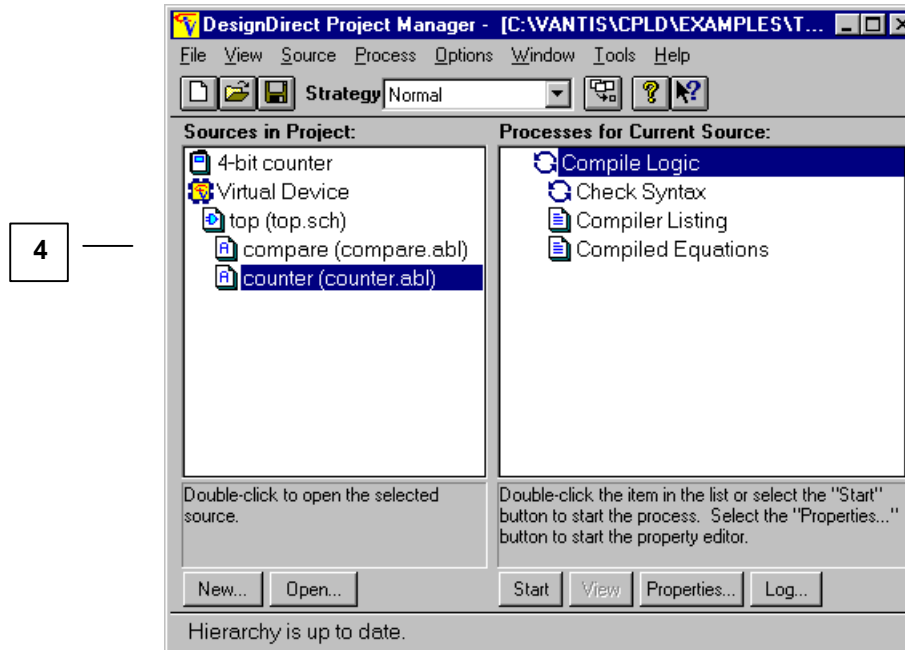 DesignDirect Project Manager - [C:\VANTIS\CPLD\EXAMPLES\T...
File View Source Process Options Window Tools Help
Strategy Normal
Sources in Project:
4-bit counter
Virtual Device
top (top.sch)
compare (compare.abl)
counter (counter.abl)
Processes for Current Source:
Compile Logic
Check Syntax
Compiler Listing
Compiled Equations
4
Double-click to open the selected
source.
Double-click the item in the list or select the "Start"
button to start the process. Select the "Properties..."
button to start the property editor.
New... Open... Start View Properties... Log...
Hierarchy is up to date.